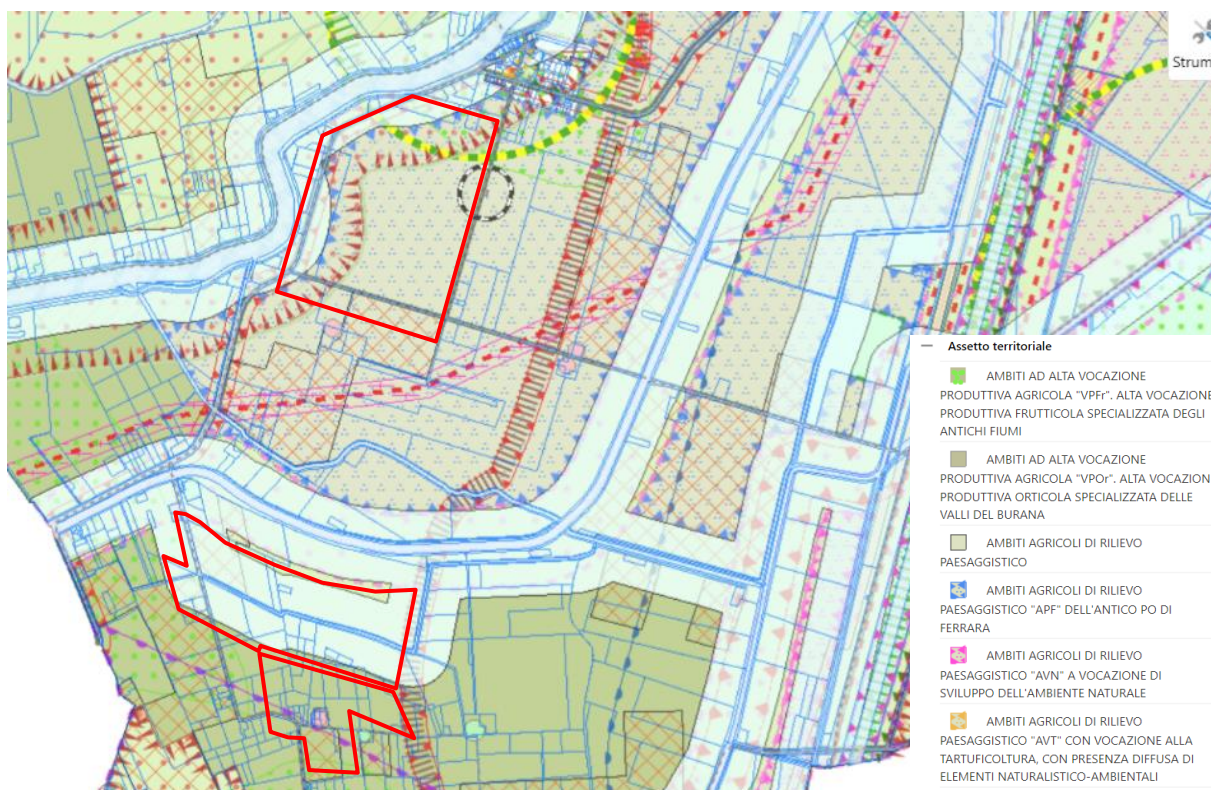 Strum
Assetto territoriale
AMBITI AD ALTA VOCAZIONE
PRODUTTIVA AGRICOLA "VPFr". ALTA VOCAZIONE
PRODUTTIVA FRUTTICOLA SPECIALIZZATA DEGLI
ANTICHI FIUMI
AMBITI AD ALTA VOCAZIONE
PRODUTTIVA AGRICOLA "VPOr". ALTA VOCAZION
PRODUTTIVA ORTICOLA SPECIALIZZATA DELLE
VALLI DEL BURANA
AMBITI AGRICOLI DI RILIEVO
PAESAGGISTICO
AMBITI AGRICOLI DI RILIEVO
PAESAGGISTICO "APF" DELL'ANTICO PO DI
FERRARA
AMBITI AGRICOLI DI RILIEVO
PAESAGGISTICO "AVN" A VOCAZIONE DI
SVILUPPO DELL'AMBIENTE NATURALE
AMBITI AGRICOLI DI RILIEVO
PAESAGGISTICO "AVT" CON VOCAZIONE ALLA
TARTUFICOLTURA, CON PRESENZA DIFFUSA DI
ELEMENTI NATURALISTICO-AMBIENTALI